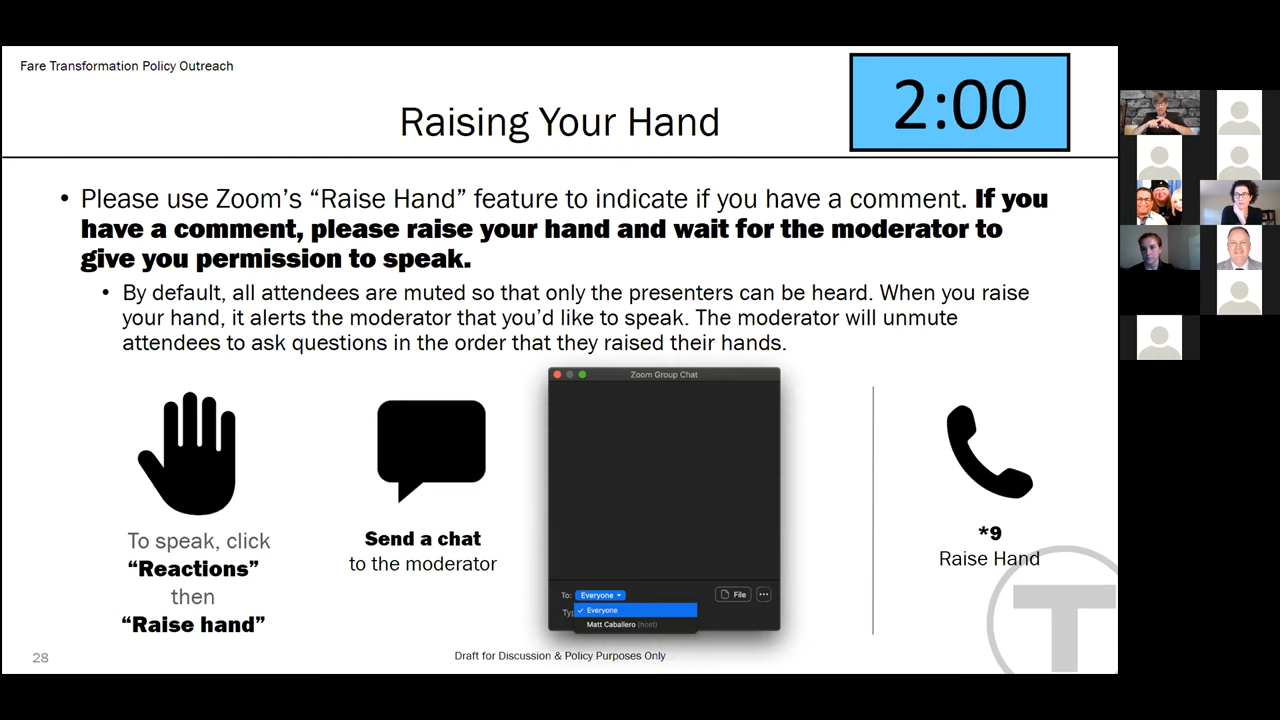 Fare Transformation Policy Outreach
2:00
Raising Your Hand
• Please use Zoom’s “Raise Hand” feature to indicate if you have a comment. If you
have a comment, please raise your hand and wait for the moderator to
give you permission to speak.
• By default, all attendees are muted so that only the presenters can be heard. When you raise
your hand, it alerts the moderator that you’d like to speak. The moderator will unmute
attendees to ask questions in the order that they raised their hands.
To speak, click
“Reactions”
then
“Raise hand”
Send a chat
to the moderator
Zoom Group Chat
To: Everyone
File
Ty
Everyone
Matt Caballero (host)
*9
Raise Hand
T
28
Draft for Discussion & Policy Purposes Only